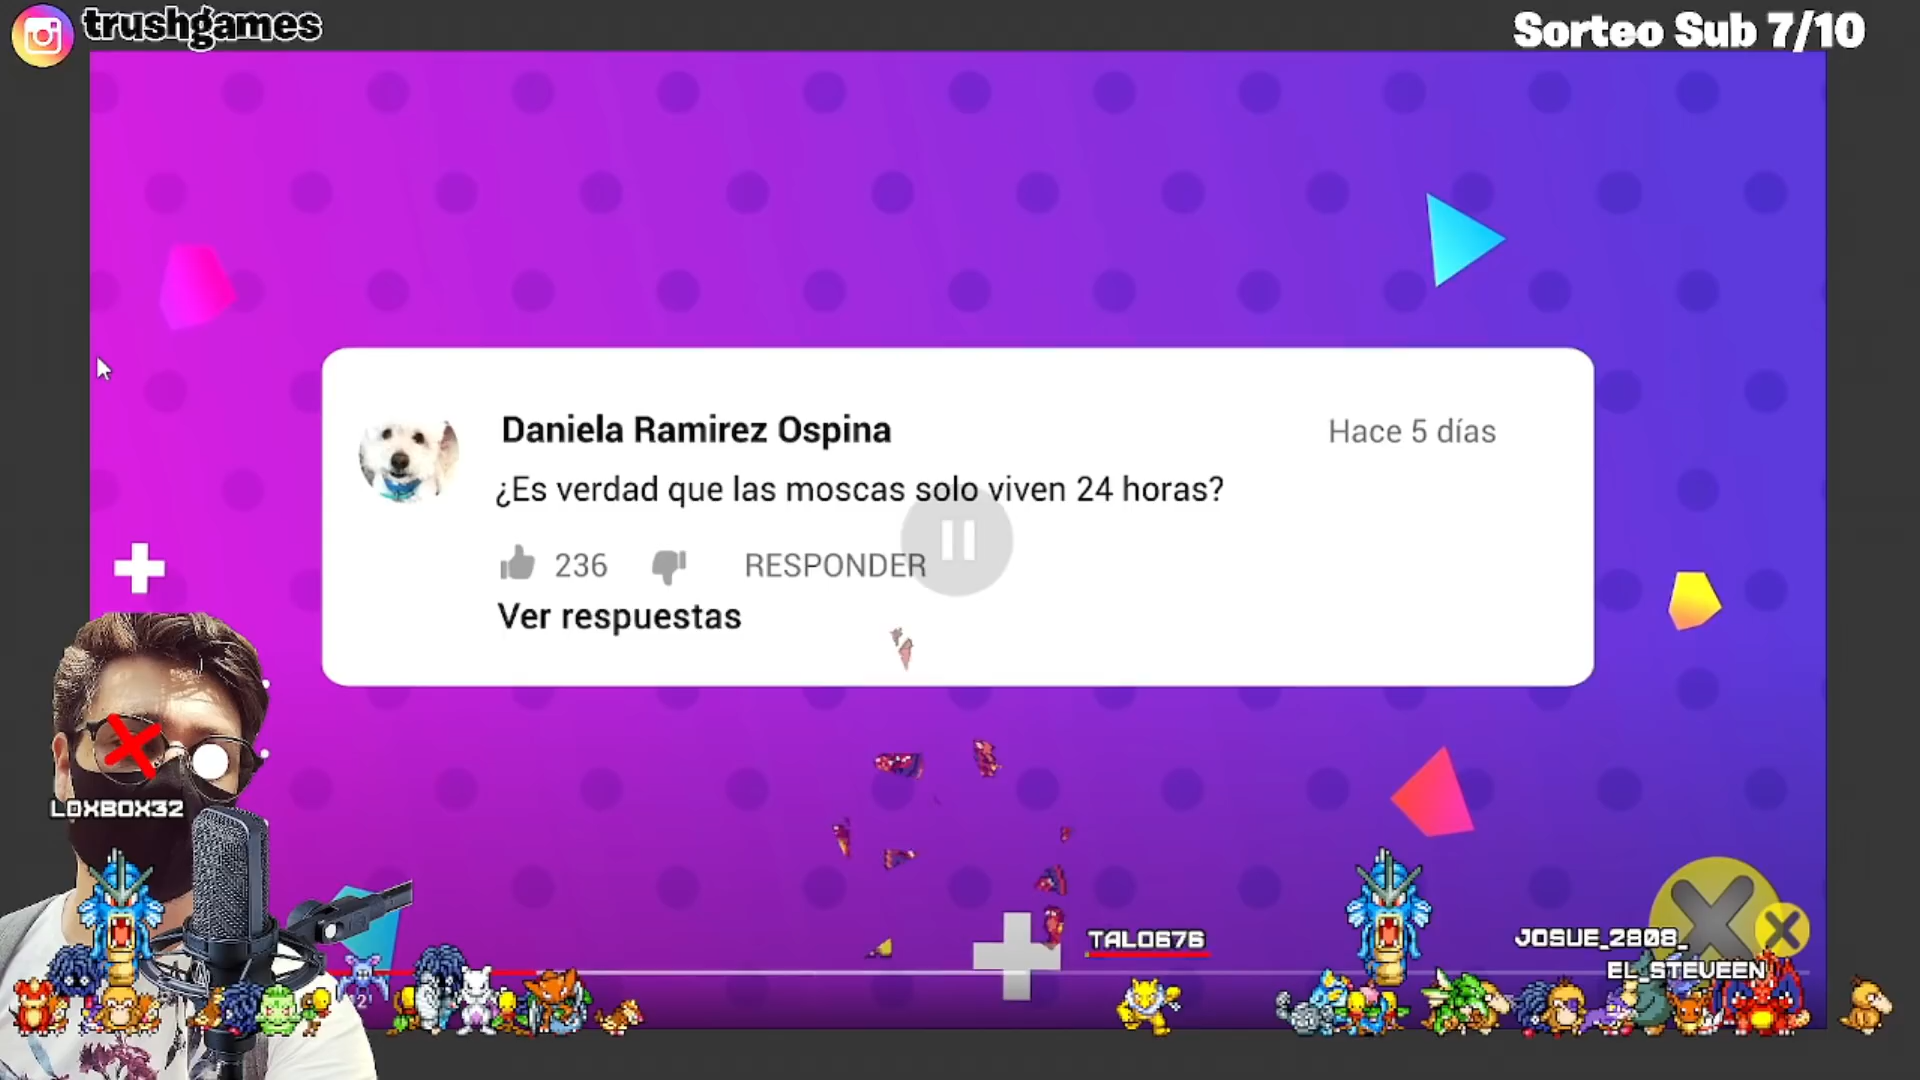 trushgames
Sorteo Sub 7/10
Daniela Ramirez Ospina
Hace 5 días
¿Es verdad que las moscas solo viven 24 horas?
236
RESPONDER
Ver respuestas
LOXBOX32
TALO676
JOSUE_2808_
EL_STEVEEN